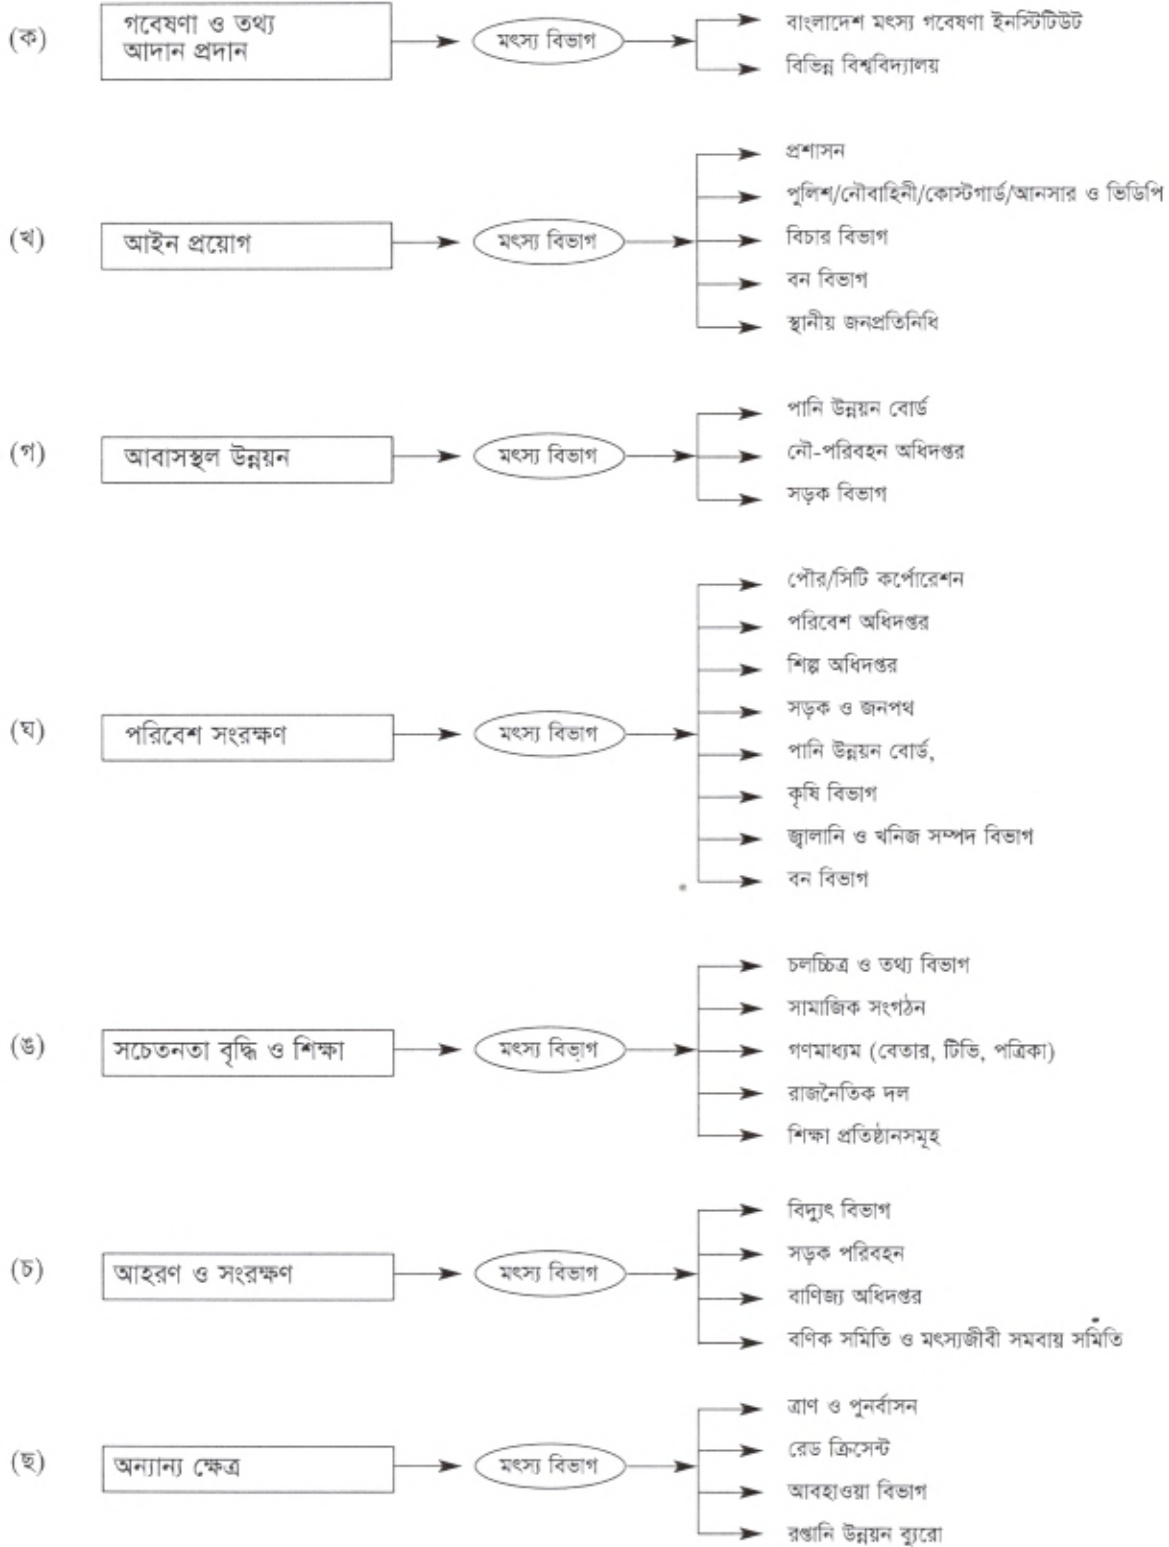 (ক)
গবেষণা ও তথ্য
আদান প্রদান
মৎস্য বিভাগ
বাংলাদেশ মৎস্য গবেষণা ইনস্টিটিউট
বিভিন্ন বিশ্ববিদ্যালয়
(খ)
আইন প্রয়োগ
মৎস্য বিভাগ
প্রশাসন
পুলিশ/নৌবাহিনী/কোস্টগার্ড/আনসার ও ভিডিপি
বিচার বিভাগ
বন বিভাগ
স্থানীয় জনপ্রতিনিধি
(গ)
আবাসস্থল উন্নয়ন
মৎস্য বিভাগ
পানি উন্নয়ন বোর্ড
নৌ-পরিবহন অধিদপ্তর
সড়ক বিভাগ
(ঘ)
পরিবেশ সংরক্ষণ
মৎস্য বিভাগ
পৌর/সিটি কর্পোরেশন
পরিবেশ অধিদপ্তর
শিল্প অধিদপ্তর
সড়ক ও জনপথ
পানি উন্নয়ন বোর্ড,
কৃষি বিভাগ
জ্বালানি ও খনিজ সম্পদ বিভাগ
বন বিভাগ
(ঙ)
সচেতনতা বৃদ্ধি ও শিক্ষা
মৎস্য বিভাগ
চলচ্চিত্র ও তথ্য বিভাগ
সামাজিক সংগঠন
গণমাধ্যম (বেতার, টিভি, পত্রিকা)
রাজনৈতিক দল
শিক্ষা প্রতিষ্ঠানসমূহ
(চ)
আহরণ ও সংরক্ষণ
মৎস্য বিভাগ
বিদ্যুৎ বিভাগ
সড়ক পরিবহন
বাণিজ্য অধিদপ্তর
বণিক সমিতি ও মৎস্যজীবী সমবায় সমিতি
(ছ)
অন্যান্য ক্ষেত্র
মৎস্য বিভাগ
ত্রাণ ও পুনর্বাসন
রেড ক্রিসেন্ট
আবহাওয়া বিভাগ
রপ্তানি উন্নয়ন ব্যুরো